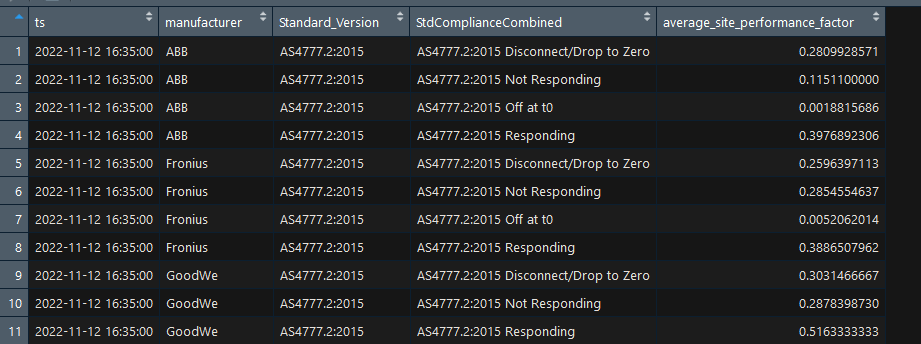 ts manufacturer Standard_Version StdComplianceCombined average_site_performance_factor
1 2022-11-12 16:35:00 ABB AS4777.2:2015 AS4777.2:2015 Disconnect/Drop to Zero 0.2809928571
2 2022-11-12 16:35:00 ABB AS4777.2:2015 AS4777.2:2015 Not Responding 0.1151100000
3 2022-11-12 16:35:00 ABB AS4777.2:2015 AS4777.2:2015 Off at t0 0.0018815686
4 2022-11-12 16:35:00 ABB AS4777.2:2015 AS4777.2:2015 Responding 0.3976892306
5 2022-11-12 16:35:00 Fronius AS4777.2:2015 AS4777.2:2015 Disconnect/Drop to Zero 0.2596397113
6 2022-11-12 16:35:00 Fronius AS4777.2:2015 AS4777.2:2015 Not Responding 0.2854554637
7 2022-11-12 16:35:00 Fronius AS4777.2:2015 AS4777.2:2015 Off at t0 0.0052062014
8 2022-11-12 16:35:00 Fronius AS4777.2:2015 AS4777.2:2015 Responding 0.3886507962
9 2022-11-12 16:35:00 GoodWe AS4777.2:2015 AS4777.2:2015 Disconnect/Drop to Zero 0.3031466667
10 2022-11-12 16:35:00 GoodWe AS4777.2:2015 AS4777.2:2015 Not Responding 0.2878398730
11 2022-11-12 16:35:00 GoodWe AS4777.2:2015 AS4777.2:2015 Responding 0.5163333333